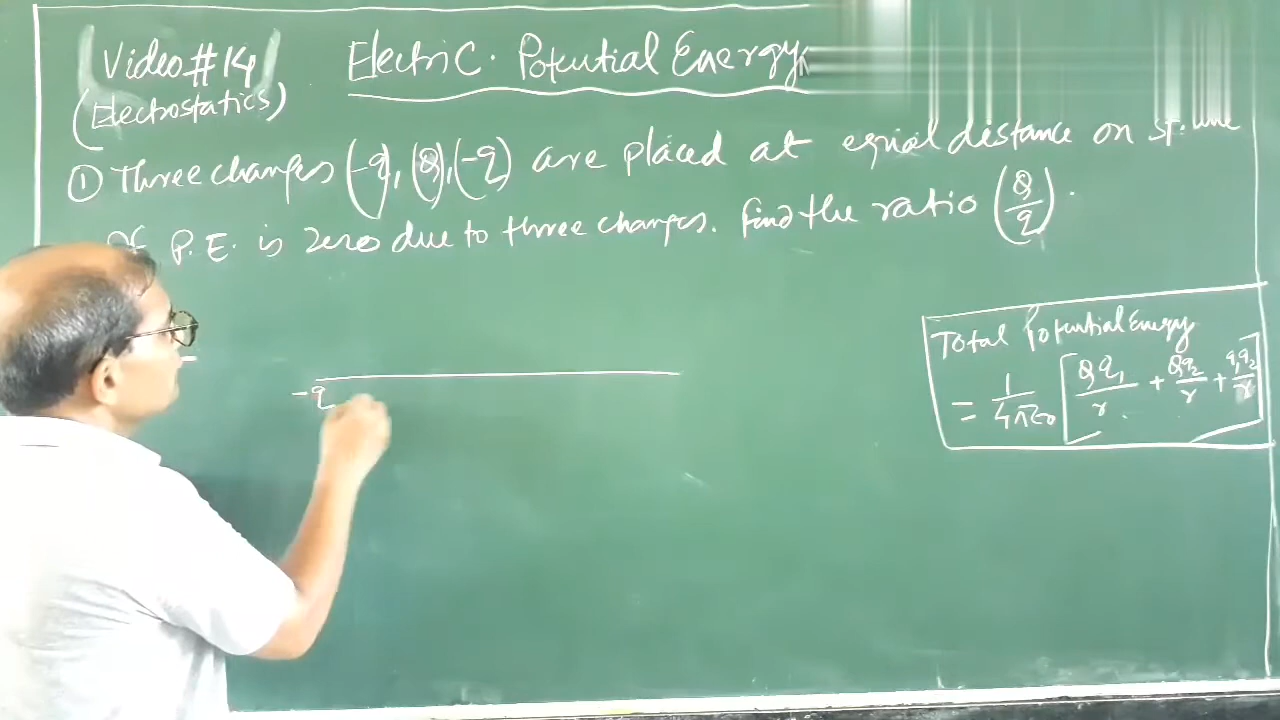 Video#14
Electric. Potential Energy
(Electrostatics)
① Three charges (-q), (Q), (-q) are placed at equal distance on st. line
If P.E. is zero due to three charges. find the ratio (Q/q).
Total Potential Energy
= 1/4πε₀ [Qq₁/r + Qq₂/r + q₁q₂/r]
-q